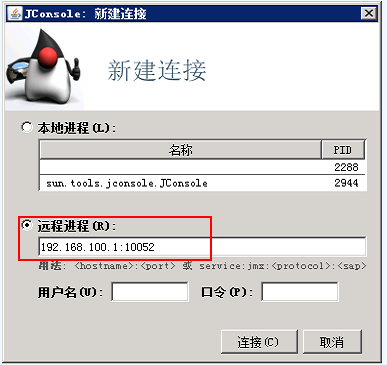 JConsole: 新建连接
新建连接
本地进程(L):
名称 PID
2288
sun.tools.jconsole.JConsole 2944
远程进程(R):
192.168.100.1:10052
用法: <hostname>:<port> 或 service:jmx:<protocol>:<sap>
用户名(U): 口令(P):
连接(C) 取消